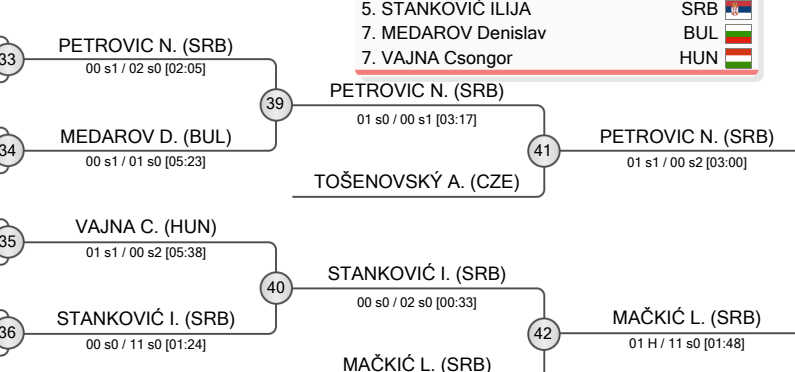 5. STANKOVIĆ ILIJA SRB
7. MEDAROV Denislav BUL
7. VAJNA Csongor HUN
33
PETROVIC N. (SRB)
00 s1 / 02 s0 [02:05]
39
PETROVIC N. (SRB)
01 s0 / 00 s1 [03:17]
34
MEDAROV D. (BUL)
00 s1 / 01 s0 [05:23]
41
PETROVIC N. (SRB)
01 s1 / 00 s2 [03:00]
TOŠENOVSKÝ A. (CZE)
35
VAJNA C. (HUN)
01 s1 / 00 s2 [05:38]
40
STANKOVIĆ I. (SRB)
00 s0 / 02 s0 [00:33]
36
STANKOVIĆ I. (SRB)
00 s0 / 11 s0 [01:24]
42
MAČKIĆ L. (SRB)
01 H / 11 s0 [01:48]
MAČKIĆ L. (SRB)